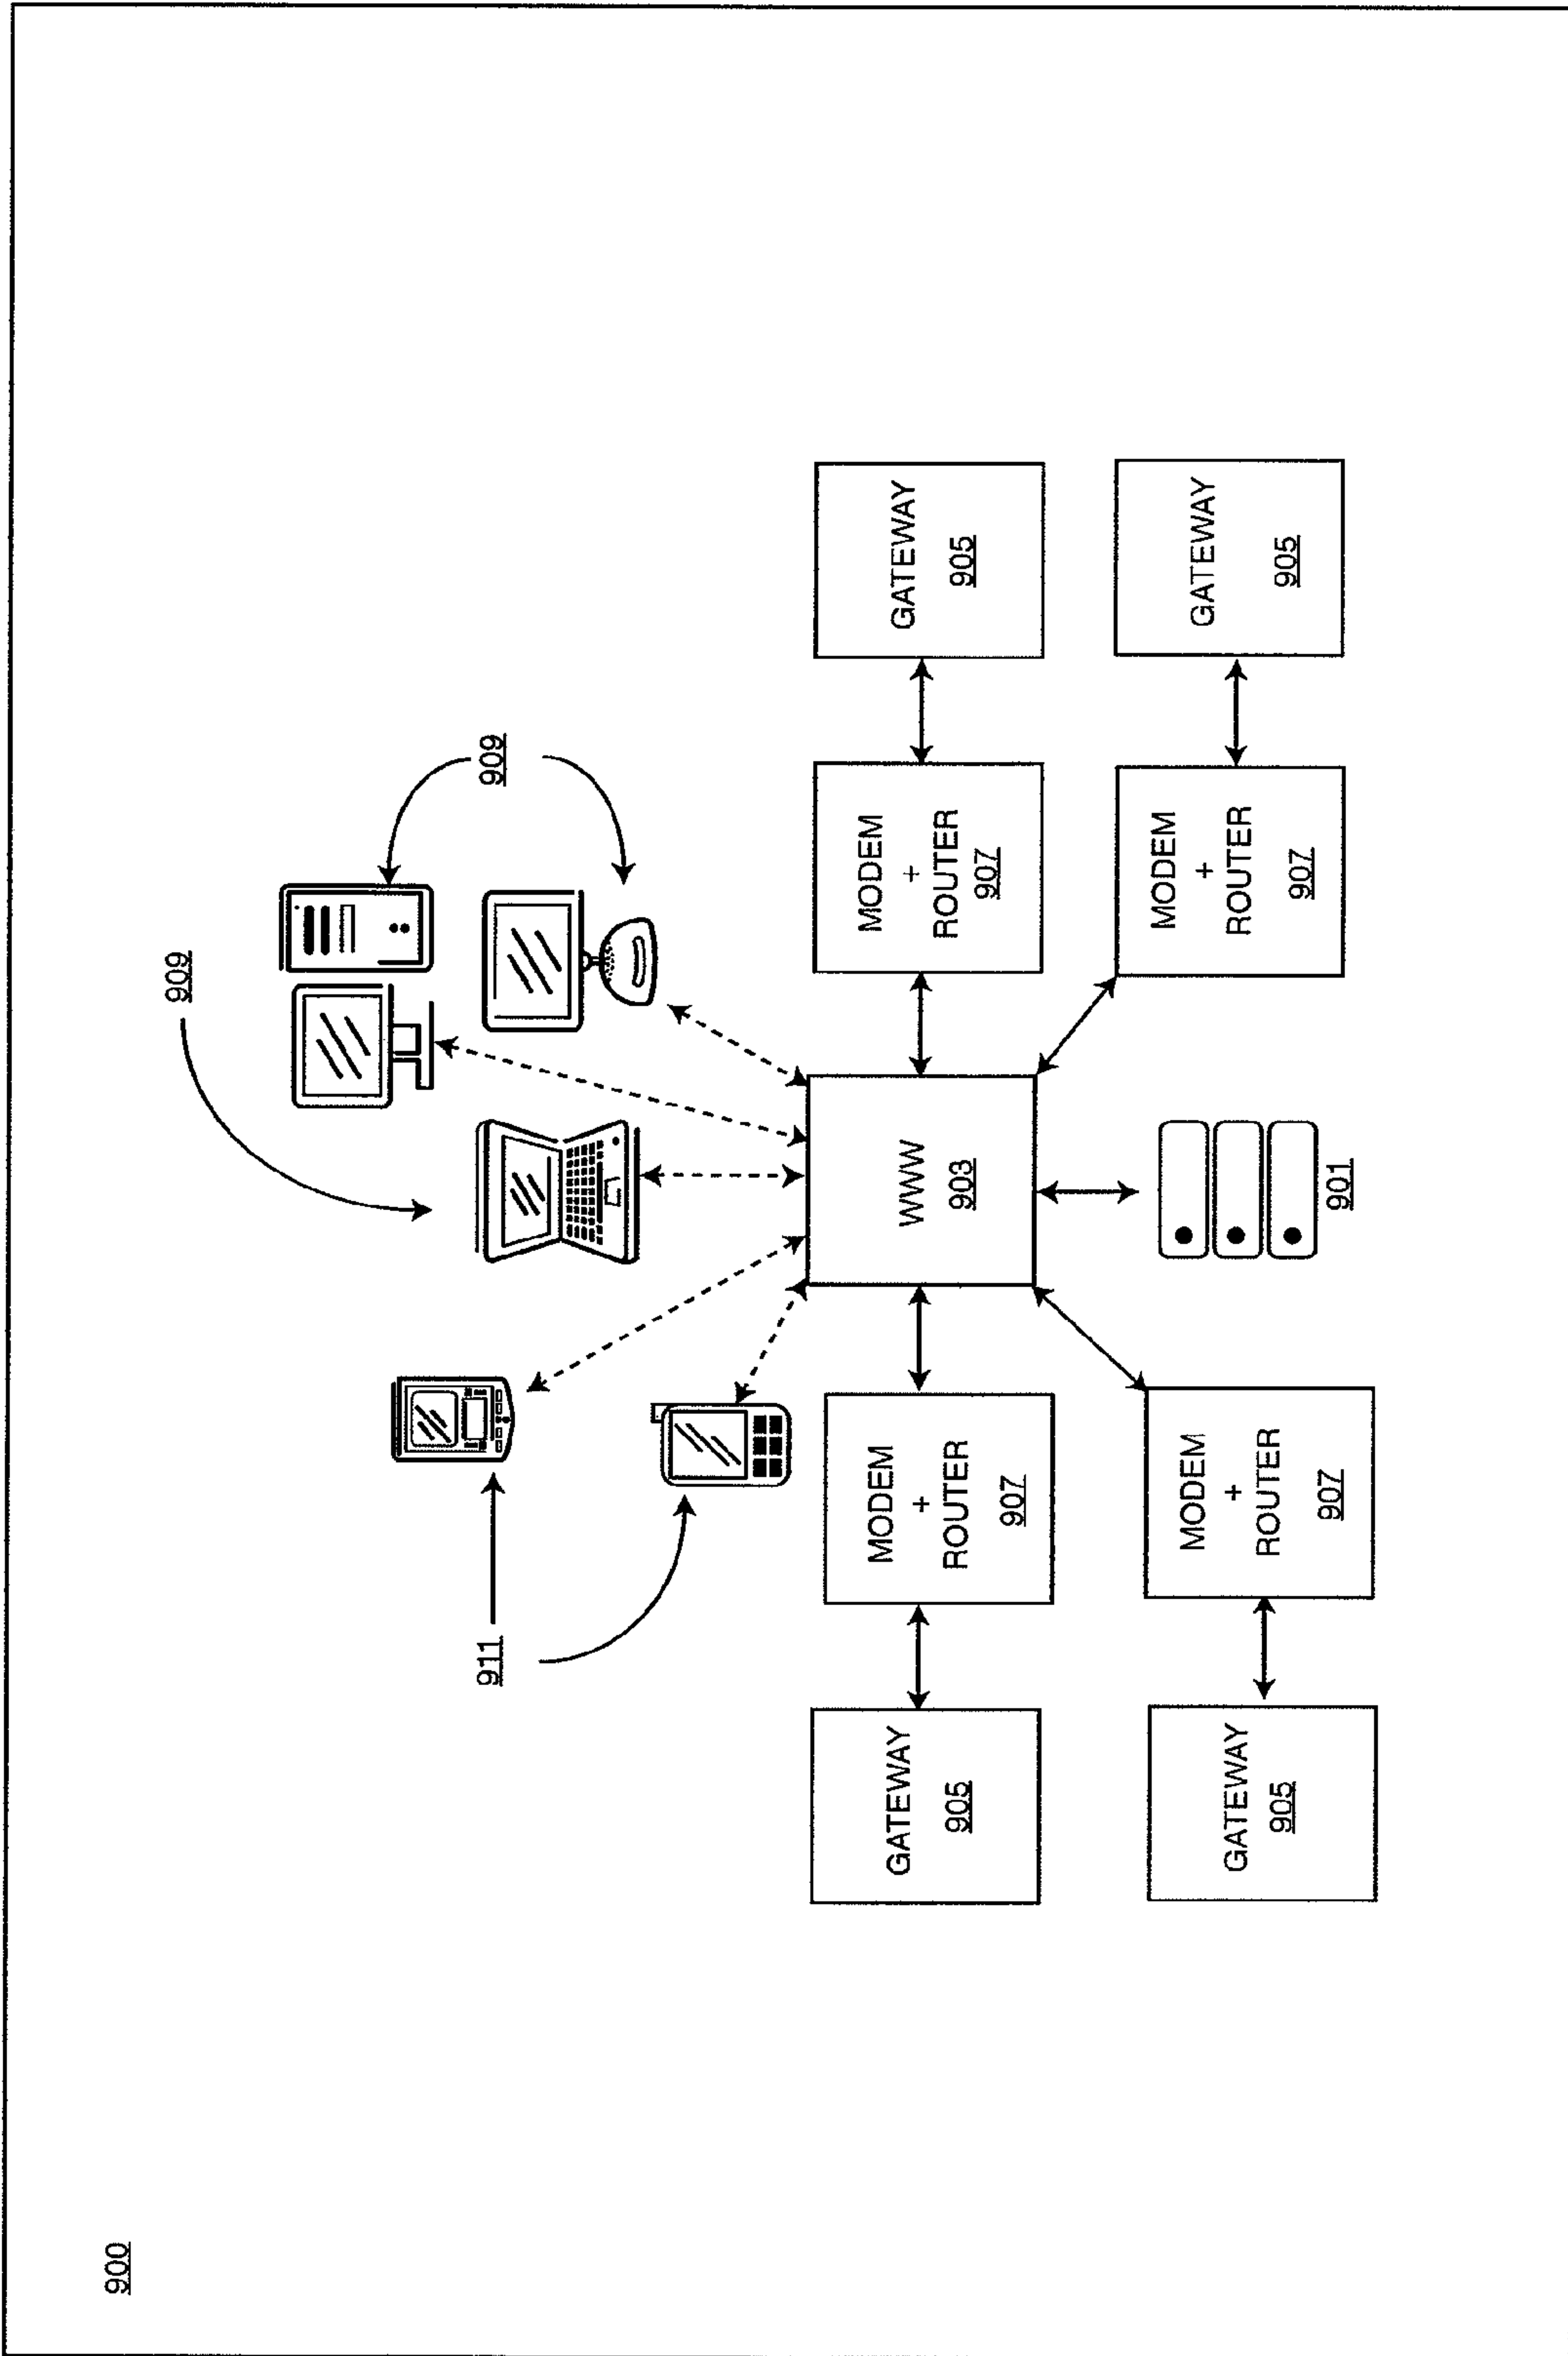 900
909
911
909
GATEWAY
905
MODEM
+
ROUTER
907
WWW
903
MODEM
+
ROUTER
907
GATEWAY
905
GATEWAY
905
MODEM
+
ROUTER
907
901
MODEM
+
ROUTER
907
GATEWAY
905